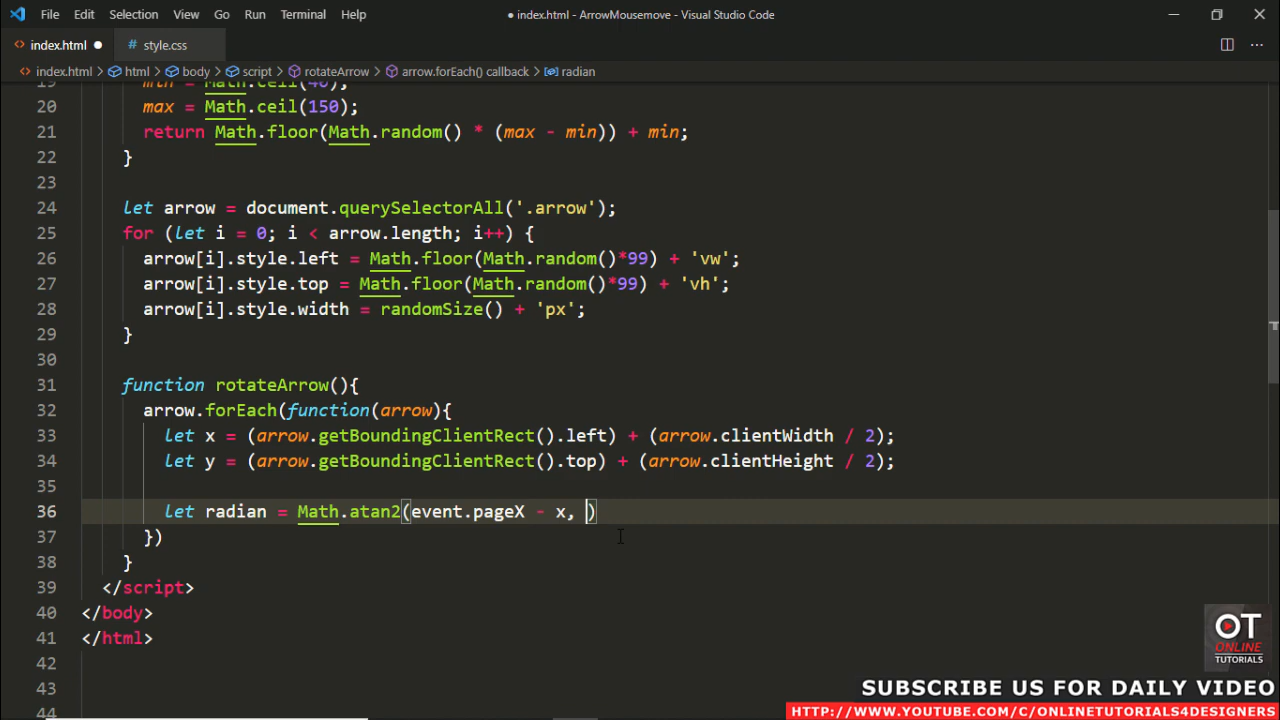 File Edit Selection View Go Run Terminal Help
● index.html - ArrowMousemove - Visual Studio Code
index.html ●
# style.css
index.html > html > body > script > rotateArrow > arrow.forEach() callback > radian
19 min = Math.ceil(40);
20 max = Math.ceil(150);
21 return Math.floor(Math.random() * (max - min)) + min;
22 }
23
24 let arrow = document.querySelectorAll('.arrow');
25 for (let i = 0; i < arrow.length; i++) {
26 arrow[i].style.left = Math.floor(Math.random()*99) + 'vw';
27 arrow[i].style.top = Math.floor(Math.random()*99) + 'vh';
28 arrow[i].style.width = randomSize() + 'px';
29 }
30
31 function rotateArrow(){
32 arrow.forEach(function(arrow){
33 let x = (arrow.getBoundingClientRect().left) + (arrow.clientWidth / 2);
34 let y = (arrow.getBoundingClientRect().top) + (arrow.clientHeight / 2);
35
36 let radian = Math.atan2(event.pageX - x, )
37 })
38 }
39 </script>
40 </body>
41 </html>
42
43
44
OT
ONLINE
TUTORIALS
SUBSCRIBE US FOR DAILY VIDEO
HTTP://WWW.YOUTUBE.COM/C/ONLINETUTORIALS4DESIGNERS